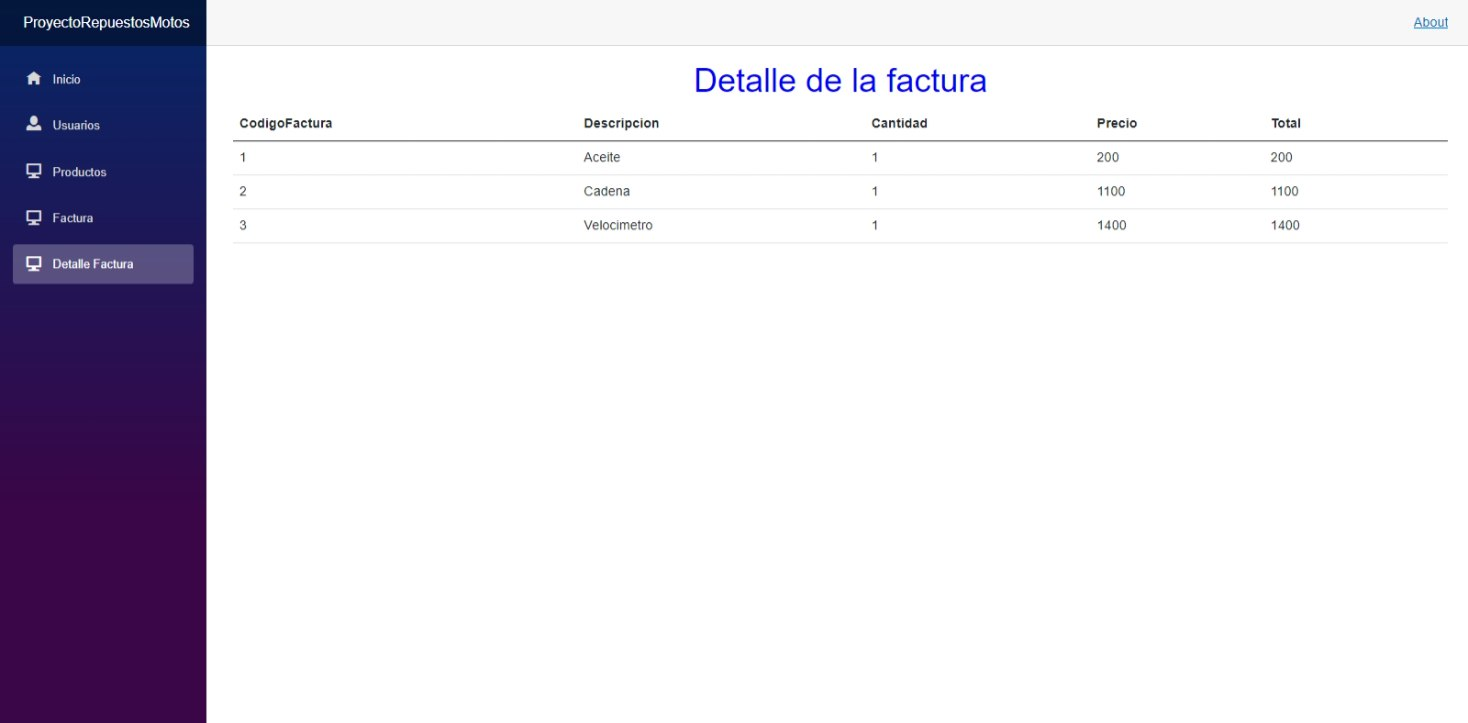 ProyectoRepuestosMotos
About
Inicio
Usuarios
Productos
Factura
Detalle Factura
Detalle de la factura
CodigoFactura Descripcion Cantidad Precio Total
1 Aceite 1 200 200
2 Cadena 1 1100 1100
3 Velocimetro 1 1400 1400